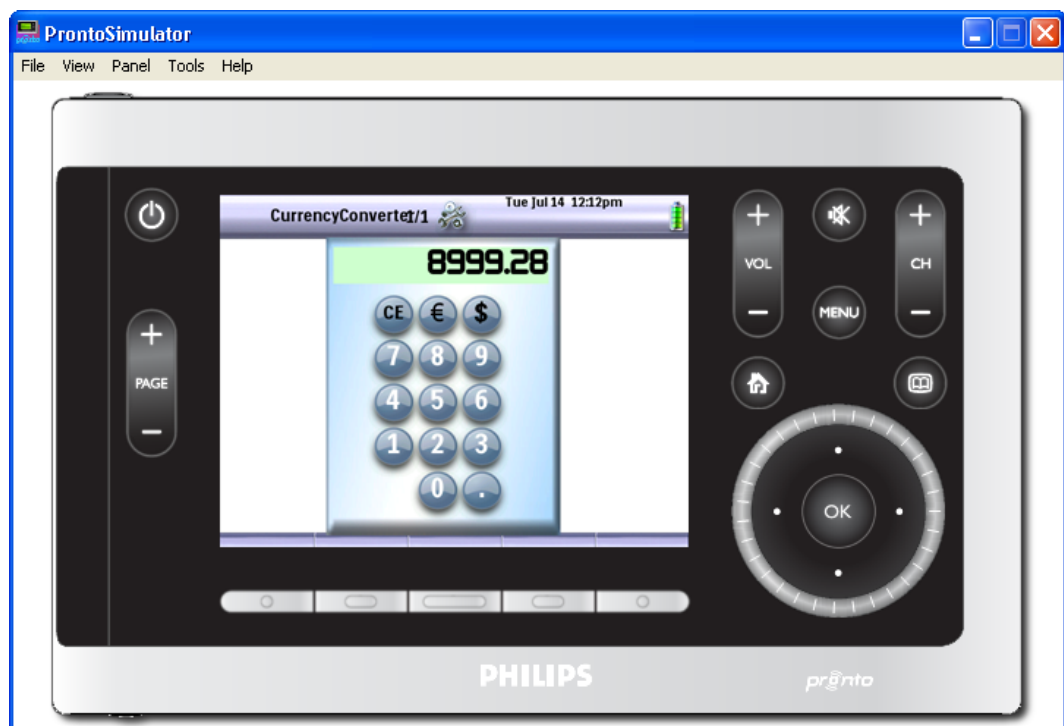 ProntoSimulator
File View Panel Tools Help
CurrencyConverter 1/1 Tue Jul 14 12:12pm
8999.28
CE € $
7 8 9
4 5 6
1 2 3
0 .
+ PAGE −
+ VOL −
MENU
+ CH −
OK
PHILIPS
pronto